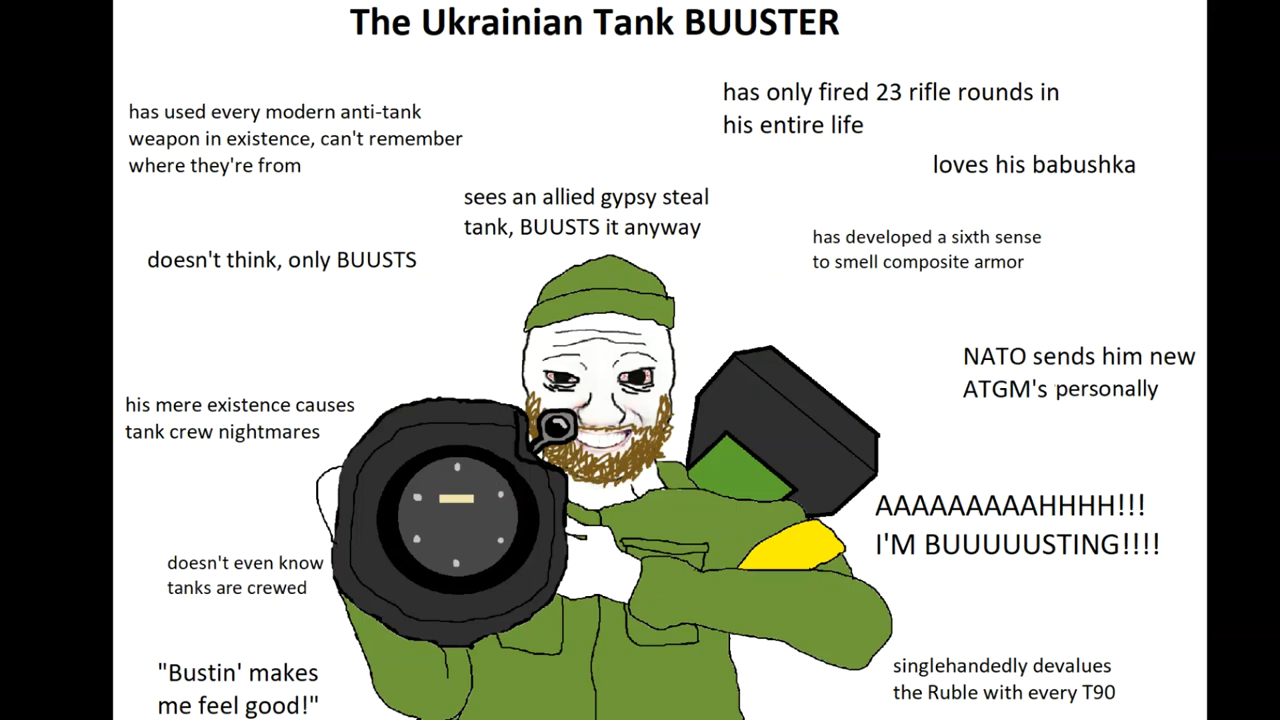 The Ukrainian Tank BUUSTER
has used every modern anti-tank
weapon in existence, can't remember
where they're from
has only fired 23 rifle rounds in
his entire life
loves his babushka
sees an allied gypsy steal
tank, BUUSTS it anyway
doesn't think, only BUUSTS
has developed a sixth sense
to smell composite armor
NATO sends him new
ATGM's personally
his mere existence causes
tank crew nightmares
AAAAAAAAAHHHH!!!
I'M BUUUUUSTING!!!!
doesn't even know
tanks are crewed
"Bustin' makes
me feel good!"
singlehandedly devalues
the Ruble with every T90